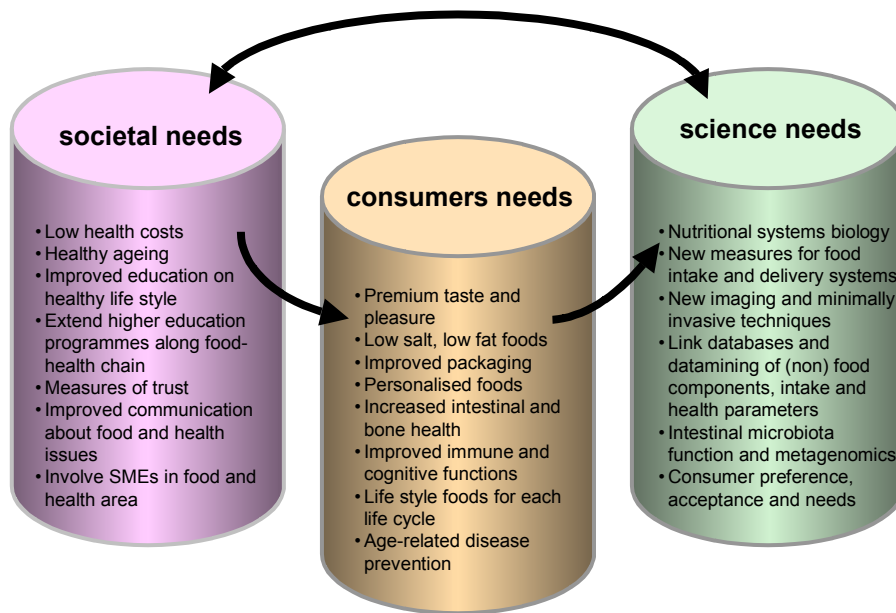 societal needs
• Low health costs
• Healthy ageing
• Improved education on
healthy life style
• Extend higher education
programmes along food-
health chain
• Measures of trust
• Improved communication
about food and health
issues
• Involve SMEs in food and
health area
consumers needs
• Premium taste and
pleasure
• Low salt, low fat foods
• Improved packaging
• Personalised foods
• Increased intestinal and
bone health
• Improved immune and
cognitive functions
• Life style foods for each
life cycle
• Age-related disease
prevention
science needs
• Nutritional systems biology
• New measures for food
intake and delivery systems
• New imaging and minimally
invasive techniques
• Link databases and
datamining of (non) food
components, intake and
health parameters
• Intestinal microbiota
function and metagenomics
• Consumer preference,
acceptance and needs